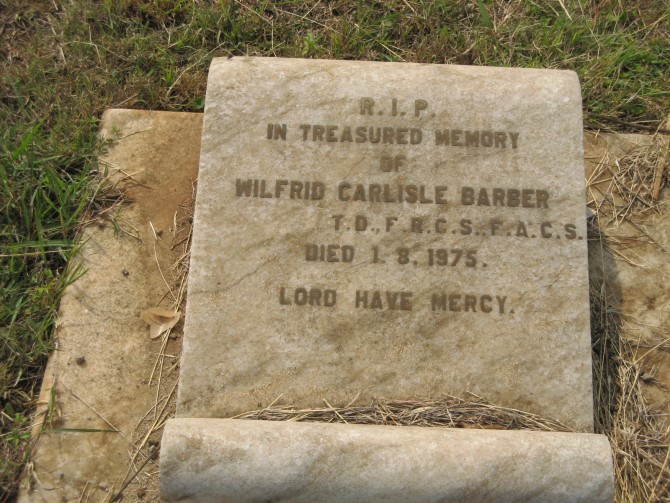 R.I.P.
IN TREASURED MEMORY
OF
WILFRID CARLISLE BARBER
T.D., F.R.C.S., F.A.C.S.
DIED 1.8.1975.
LORD HAVE MERCY.